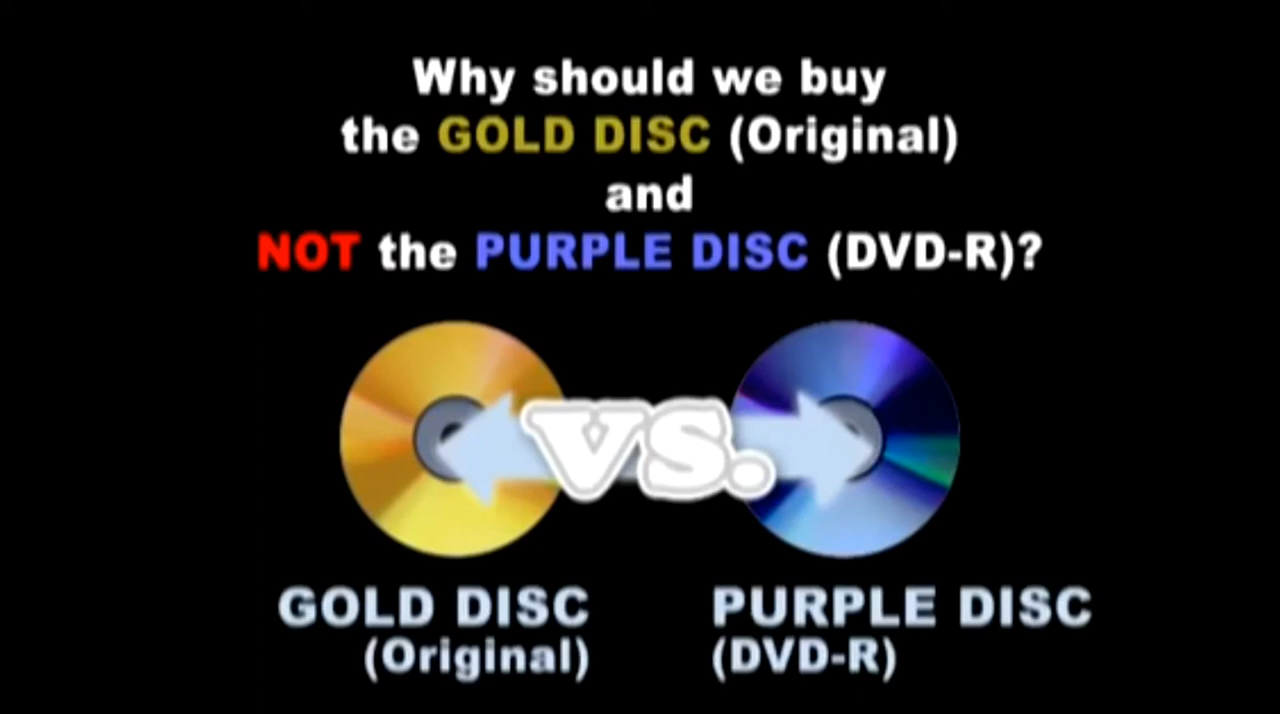 Why should we buy
the GOLD DISC (Original)
and
NOT the PURPLE DISC (DVD-R)?
VS.
GOLD DISC
(Original)
PURPLE DISC
(DVD-R)